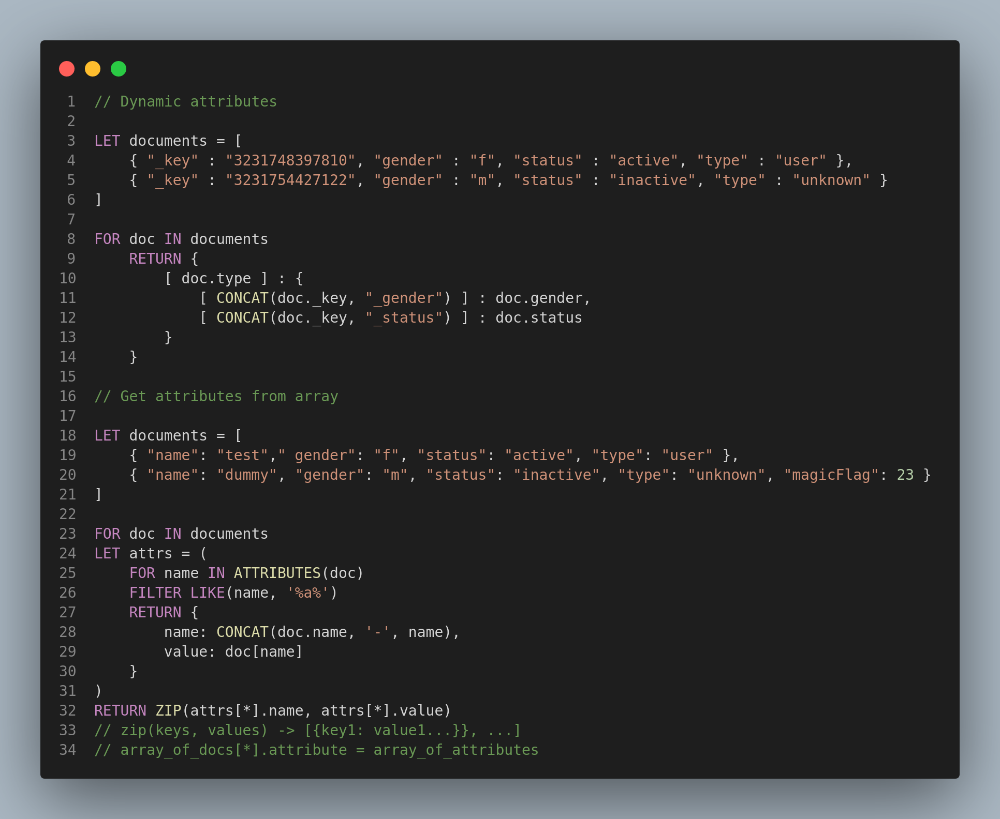 1 // Dynamic attributes
2
3 LET documents = [
4     { "_key" : "3231748397810", "gender" : "f", "status" : "active", "type" : "user" },
5     { "_key" : "3231754427122", "gender" : "m", "status" : "inactive", "type" : "unknown" }
6 ]
7
8 FOR doc IN documents
9     RETURN {
10         [ doc.type ] : {
11             [ CONCAT(doc._key, "_gender") ] : doc.gender,
12             [ CONCAT(doc._key, "_status") ] : doc.status
13         }
14     }
15
16 // Get attributes from array
17
18 LET documents = [
19     { "name": "test"," gender": "f", "status": "active", "type": "user" },
20     { "name": "dummy", "gender": "m", "status": "inactive", "type": "unknown", "magicFlag": 23 }
21 ]
22
23 FOR doc IN documents
24 LET attrs = (
25     FOR name IN ATTRIBUTES(doc)
26     FILTER LIKE(name, '%a%')
27     RETURN {
28         name: CONCAT(doc.name, '-', name),
29         value: doc[name]
30     }
31 )
32 RETURN ZIP(attrs[*].name, attrs[*].value)
33 // zip(keys, values) -> [{key1: value1...}}, ...]
34 // array_of_docs[*].attribute = array_of_attributes